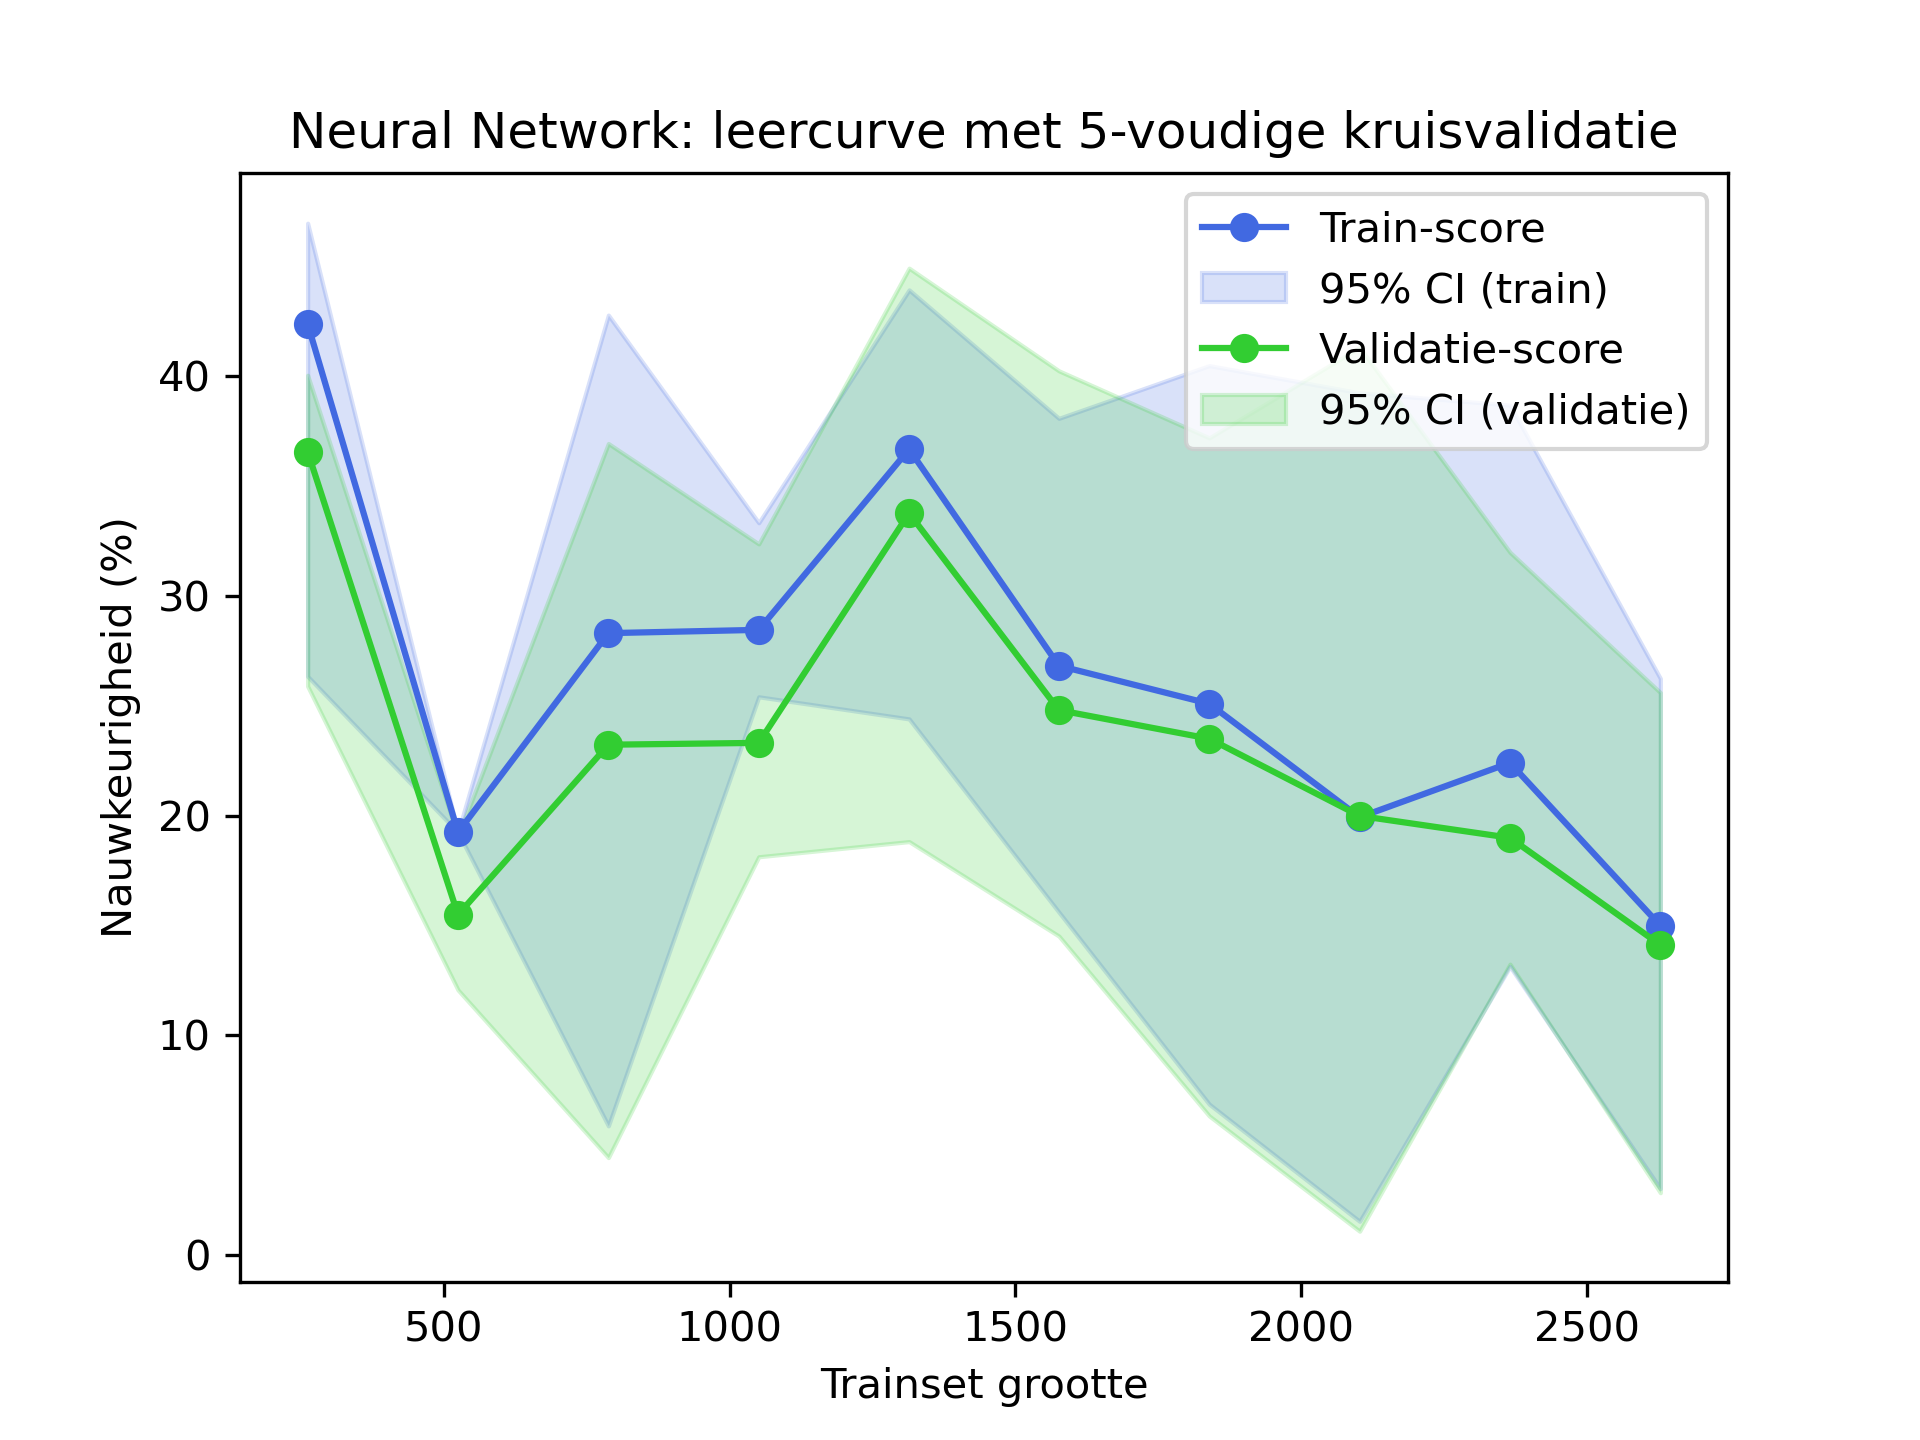 Neural Network: leercurve met 5-voudige kruisvalidatie
Train-score
95% CI (train)
Validatie-score
95% CI (validatie)
Nauwkeurigheid (%)
40
30
20
10
0
500 1000 1500 2000 2500
Trainset grootte